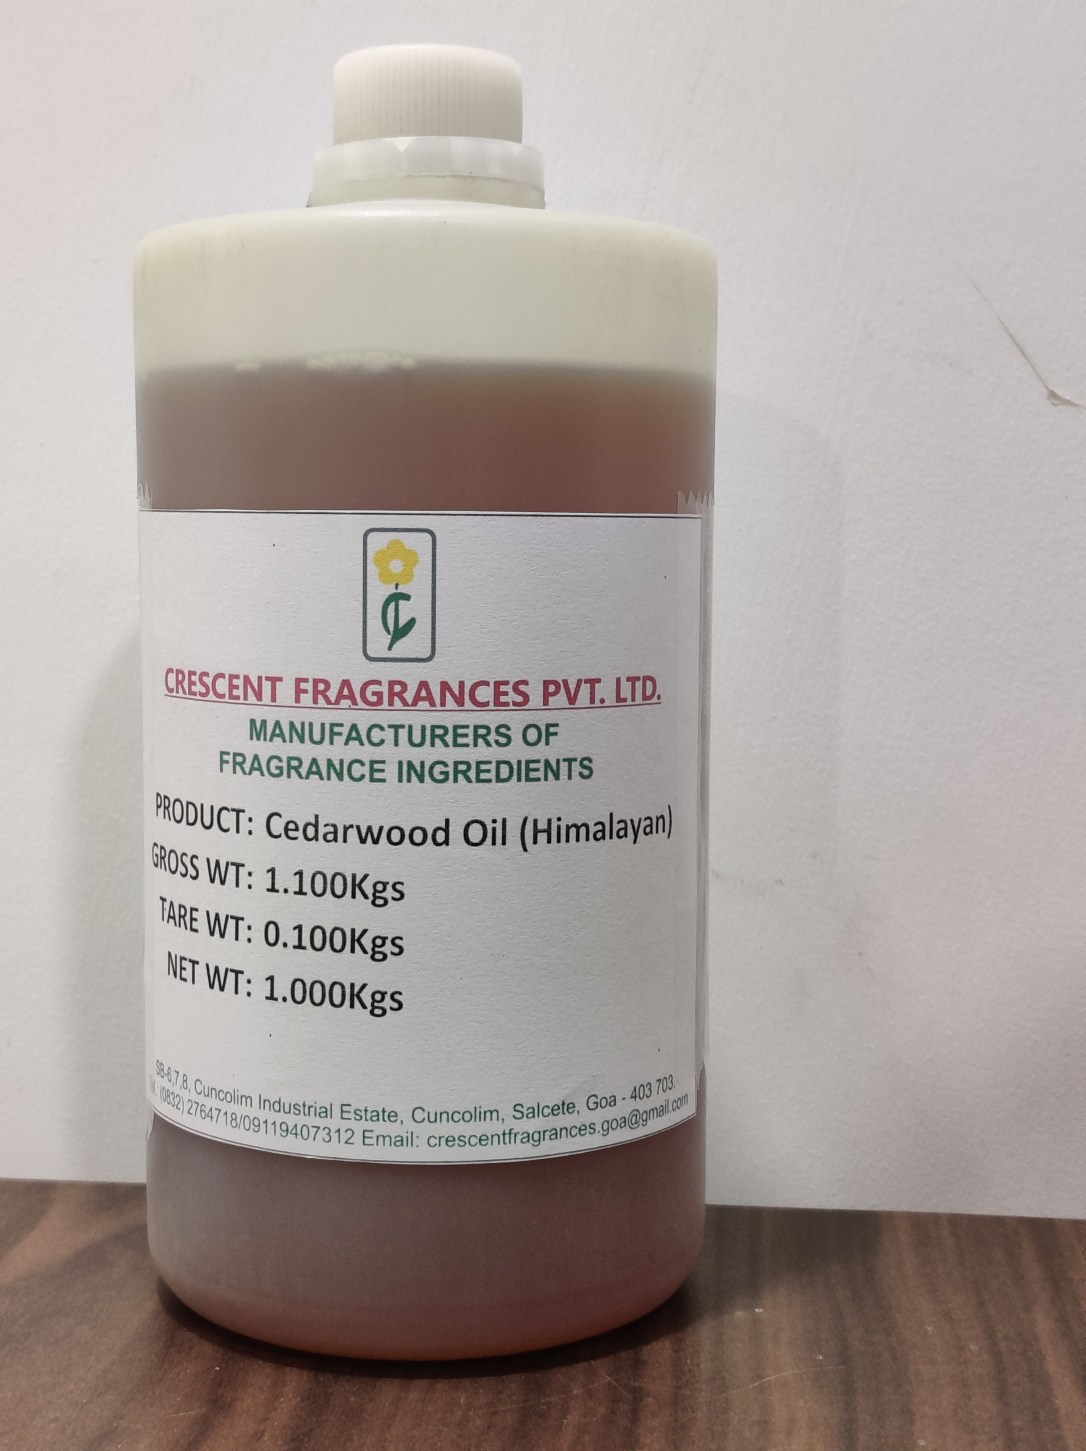 CRESCENT FRAGRANCES PVT. LTD.
MANUFACTURERS OF
FRAGRANCE INGREDIENTS
PRODUCT: Cedarwood Oil (Himalayan)
GROSS WT: 1.100Kgs
TARE WT: 0.100Kgs
NET WT: 1.000Kgs
SB-6,7,8, Cuncolim Industrial Estate, Cuncolim, Salcete, Goa - 403 703.
Tel.: (0832) 2764718/09119407312 Email: crescentfragrances.goa@gmail.com